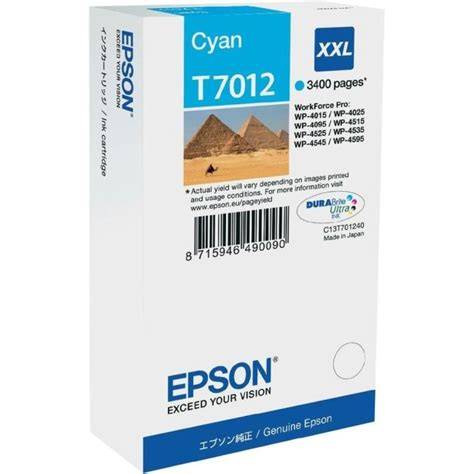 Cyan
T7012
XXL
3400 pages*
WorkForce Pro:
WP-4015 / WP-4025
WP-4095 / WP-4515
WP-4525 / WP-4535
WP-4545 / WP-4595
*Actual yield will vary depending on images printed
and usage conditions. For more information visit
www.epson.eu/pageyield
DURABrite
Ultra
INK
C13T701240
Made in Japan
8 715946 490090
EPSON
EXCEED YOUR VISION
エプソン純正 / Genuine Epson
EPSON
EXCEED YOUR VISION
インクカートリッジ / Ink cartridge